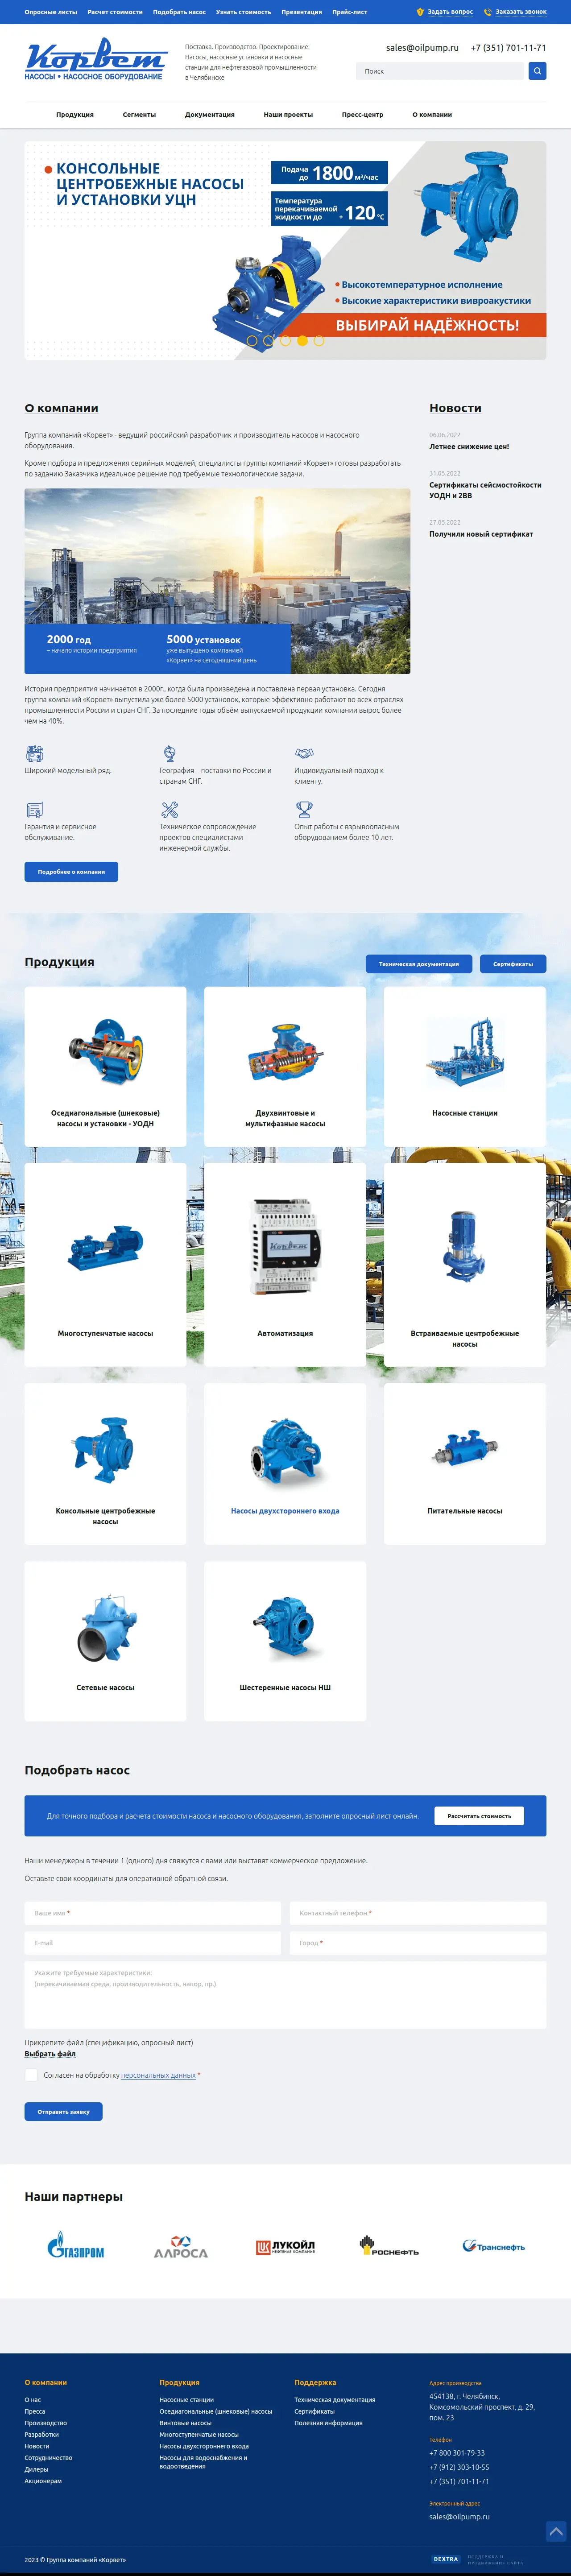 Опросные листы Расчет стоимости Подобрать насос Узнать стоимость Презентация Прайс-лист Задать вопрос Заказать звонок
Корвет
НАСОСЫ • НАСОСНОЕ ОБОРУДОВАНИЕ
Поставка. Производство. Проектирование.
Насосы, насосные установки и насосные
станции для нефтегазовой промышленности
в Челябинске
sales@oilpump.ru +7 (351) 701-11-71
Поиск
Продукция Сегменты Документация Наши проекты Пресс-центр О компании
КОНСОЛЬНЫЕ
ЦЕНТРОБЕЖНЫЕ НАСОСЫ
И УСТАНОВКИ УЦН
Подача
до 1800 м³/час
Температура
перекачиваемой
жидкости до + 120 °С
Высокотемпературное исполнение
Высокие характеристики вивроакустики
ВЫБИРАЙ НАДЁЖНОСТЬ!
О компании
Группа компаний «Корвет» - ведущий российский разработчик и производитель насосов и насосного
оборудования.
Кроме подбора и предложения серийных моделей, специалисты группы компаний «Корвет» готовы разработать
по заданию Заказчика идеальное решение под требуемые технологические задачи.
2000 год
– начало истории предприятия
5000 установок
уже выпущено компанией
«Корвет» на сегодняшний день
История предприятия начинается в 2000г., когда была произведена и поставлена первая установка. Сегодня
группа компаний «Корвет» выпустила уже более 5000 установок, которые эффективно работают во всех отраслях
промышленности России и стран СНГ. За последние годы объём выпускаемой продукции компании вырос более
чем на 40%.
Широкий модельный ряд.
География – поставки по России и
странам СНГ.
Индивидуальный подход к
клиенту.
Гарантия и сервисное
обслуживание.
Техническое сопровождение
проектов специалистами
инженерной службы.
Опыт работы с взрывоопасным
оборудованием более 10 лет.
Подробнее о компании
Новости
06.06.2022
Летнее снижение цен!
31.05.2022
Сертификаты сейсмостойкости
УОДН и 2ВВ
27.05.2022
Получили новый сертификат
Продукция
Техническая документация Сертификаты
Оседиагональные (шнековые)
насосы и установки - УОДН
Двухвинтовые и
мультифазные насосы
Насосные станции
Многоступенчатые насосы
Корвет
Автоматизация
Встраиваемые центробежные
насосы
Консольные центробежные
насосы
Насосы двухстороннего входа
Питательные насосы
Сетевые насосы
Шестеренные насосы НШ
Подобрать насос
Для точного подбора и расчета стоимости насоса и насосного оборудования, заполните опросный лист онлайн.
Рассчитать стоимость
Наши менеджеры в течении 1 (одного) дня свяжутся с вами или выставят коммерческое предложение.
Оставьте свои координаты для оперативной обратной связи.
Ваше имя * Контактный телефон *
E-mail Город *
Укажите требуемые характеристики:
(перекачиваемая среда, производительность, напор, пр.)
Прикрепите файл (спецификацию, опросный лист)
Выбрать файл
Согласен на обработку персональных данных *
Отправить заявку
Наши партнеры
ГАЗПРОМ
АЛРОСА
ЛУКОЙЛ
НЕФТЯНАЯ КОМПАНИЯ
РОСНЕФТЬ
Транснефть
О компании
О нас
Пресса
Производство
Разработки
Новости
Сотрудничество
Дилеры
Акционерам
Продукция
Насосные станции
Оседиагональные (шнековые) насосы
Винтовые насосы
Многоступенчатые насосы
Насосы двухстороннего входа
Насосы для водоснабжения и
водоотведения
Поддержка
Техническая документация
Сертификаты
Полезная информация
Адрес производства
454138, г. Челябинск,
Комсомольский проспект, д. 29,
пом. 23
Телефон
+7 800 301-79-33
+7 (912) 303-10-55
+7 (351) 701-11-71
Электронный адрес
sales@oilpump.ru
2023 © Группа компаний «Корвет»
DEXTRA
ПОДДЕРЖКА И
ПРОДВИЖЕНИЕ САЙТА